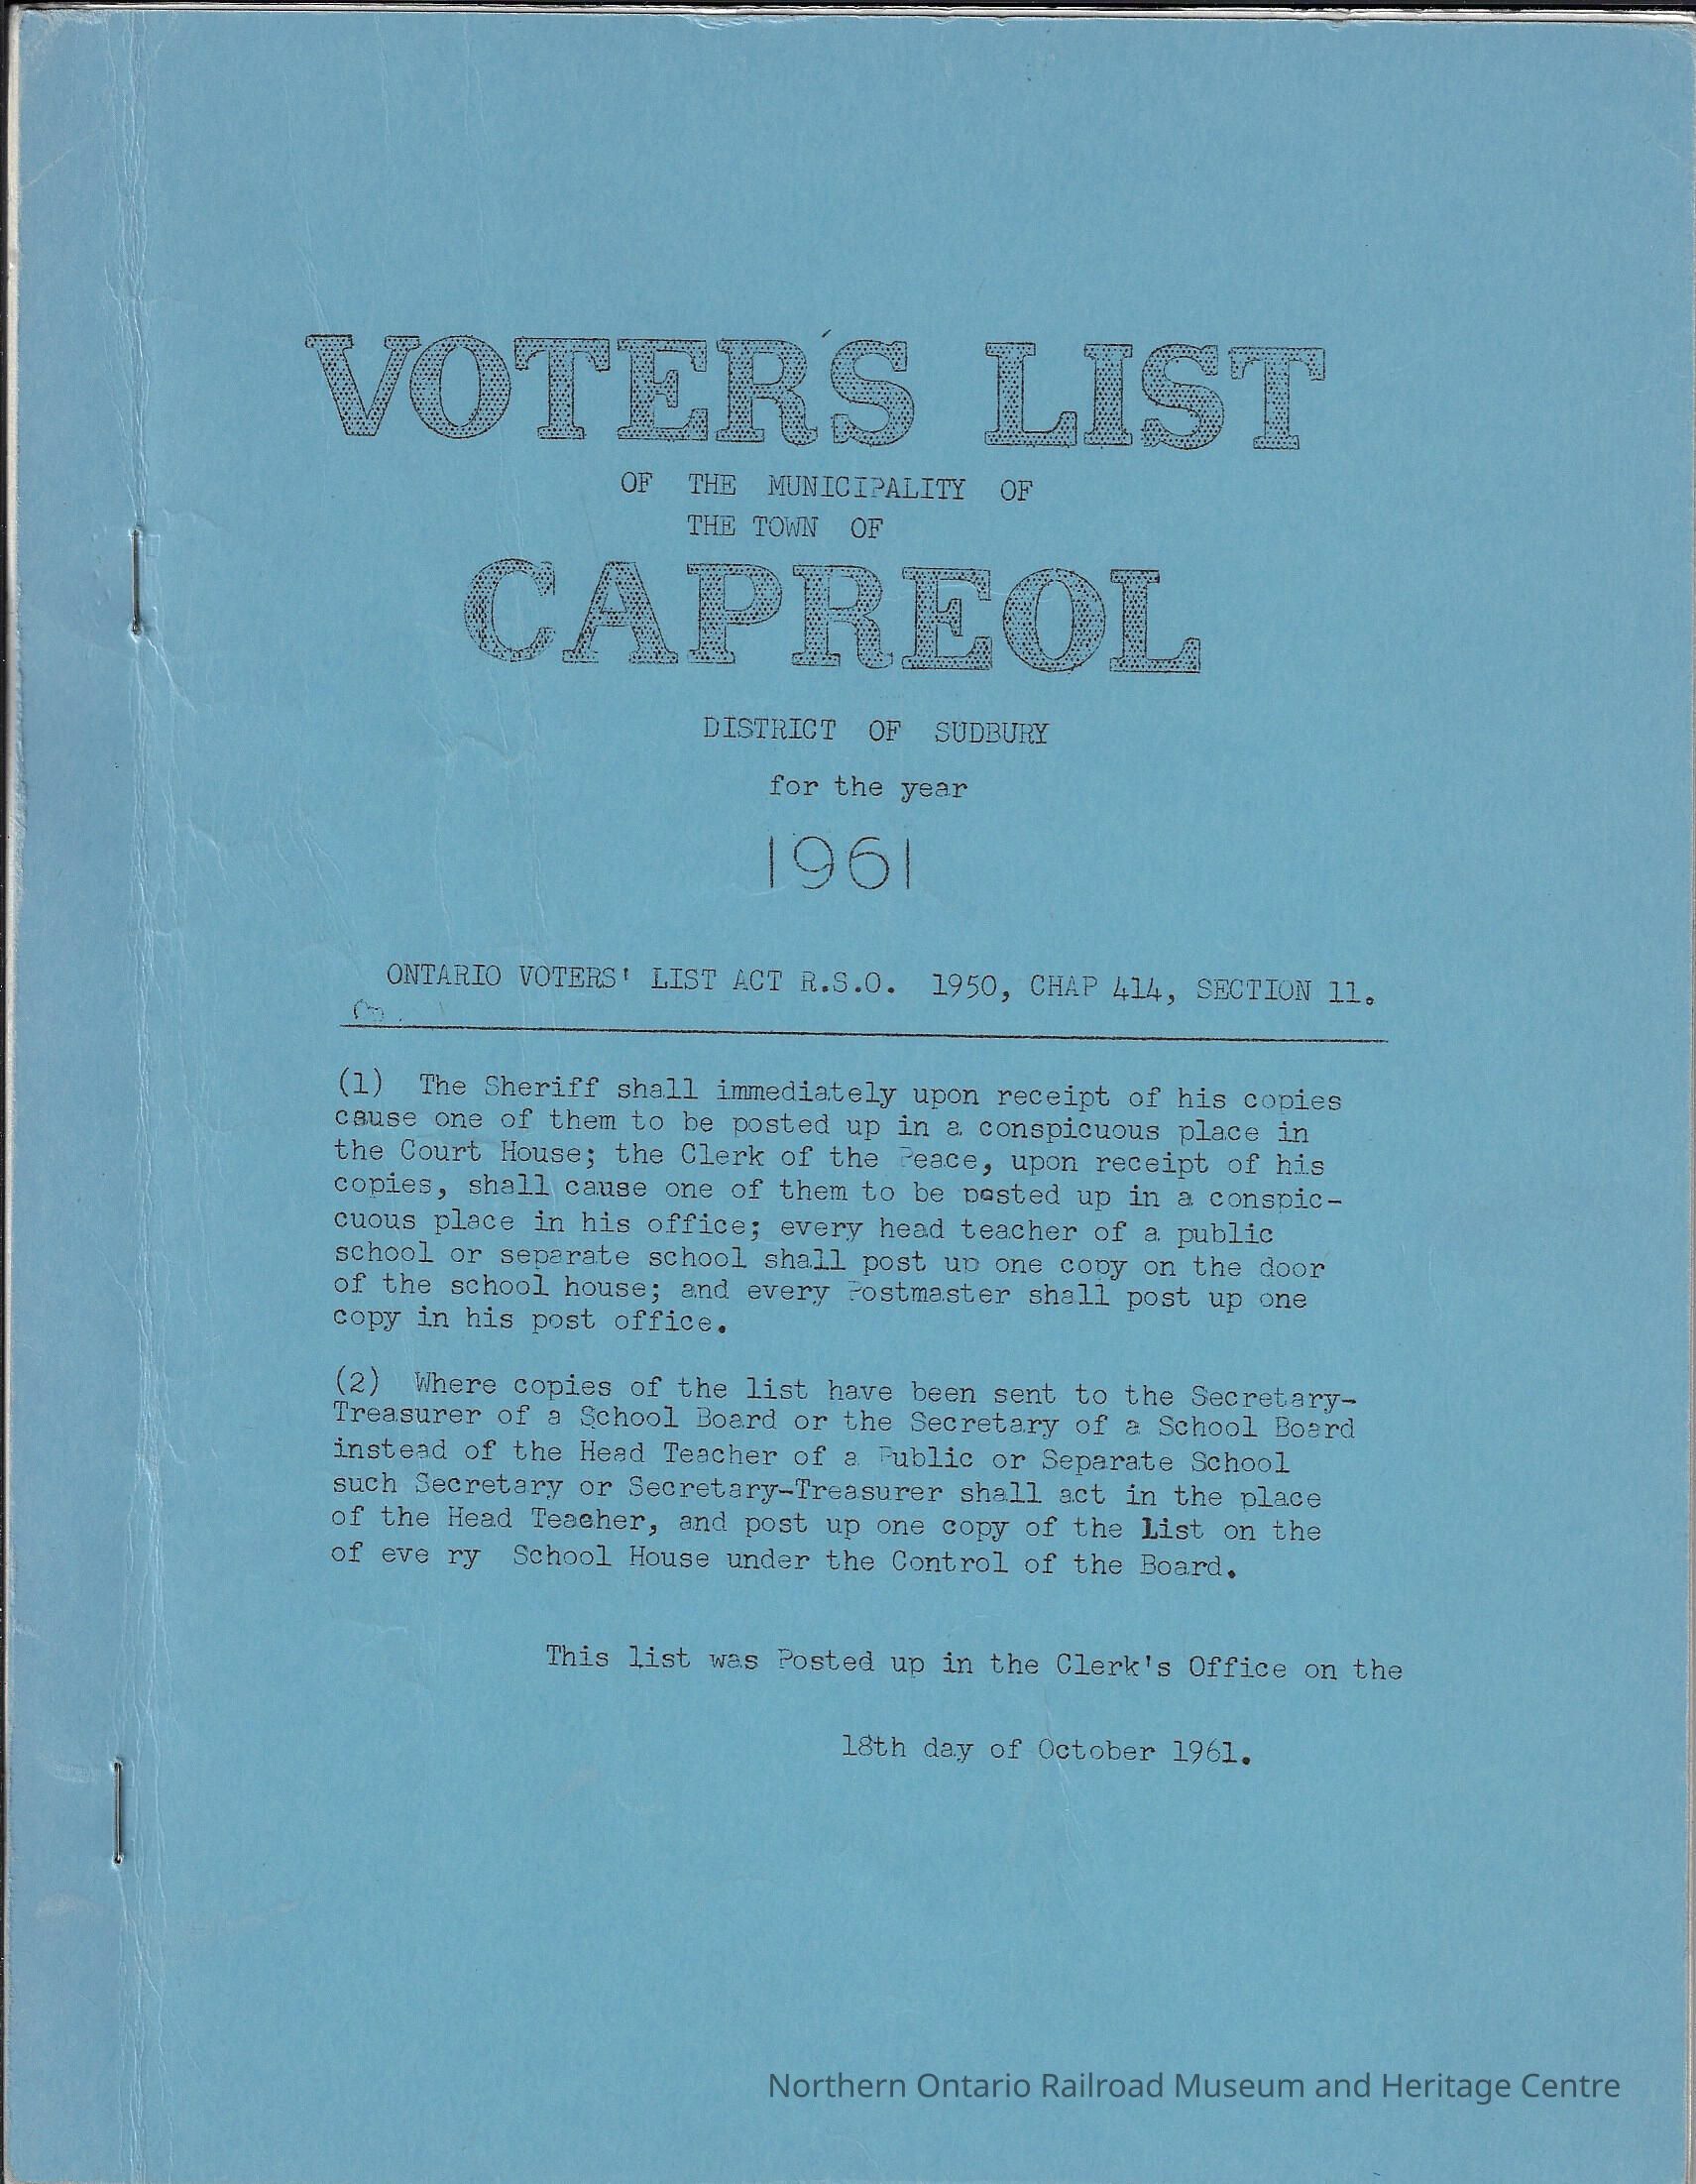 VOTER'S LIST
OF THE MUNICIPALITY OF
THE TOWN OF
CAPREOL
DISTRICT OF SUDBURY
for the year
1961
ONTARIO VOTERS' LIST ACT R.S.O. 1950, CHAP 414, SECTION 11.
(1) The Sheriff shall immediately upon receipt of his copies
cause one of them to be posted up in a conspicuous place in
the Court House; the Clerk of the Peace, upon receipt of his
copies, shall cause one of them to be posted up in a conspic-
cuous place in his office; every head teacher of a public
school or separate school shall post up one copy on the door
of the school house; and every Postmaster shall post up one
copy in his post office.
(2) Where copies of the list have been sent to the Secretary-
Treasurer of a School Board or the Secretary of a School Board
instead of the Head Teacher of a Public or Separate School
such Secretary or Secretary-Treasurer shall act in the place
of the Head Teacher, and post up one copy of the List on the
of eve ry School House under the Control of the Board.
This list was Posted up in the Clerk's Office on the
18th day of October 1961.
Northern Ontario Railroad Museum and Heritage Centre